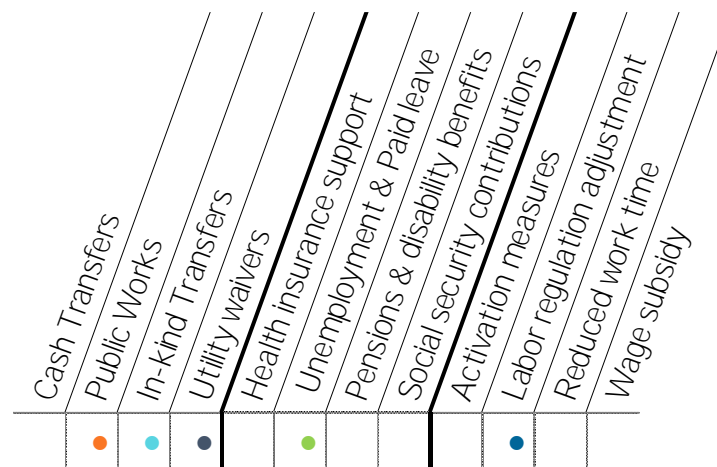 Cash Transfers
Public Works
In-Kind Transfers
Utility waivers
Health insurance support
Unemployment & Paid leave
Pensions & disability benefits
Social security contributions
Activation measures
Labor regulation adjustment
Reduced work time
Wage subsidy